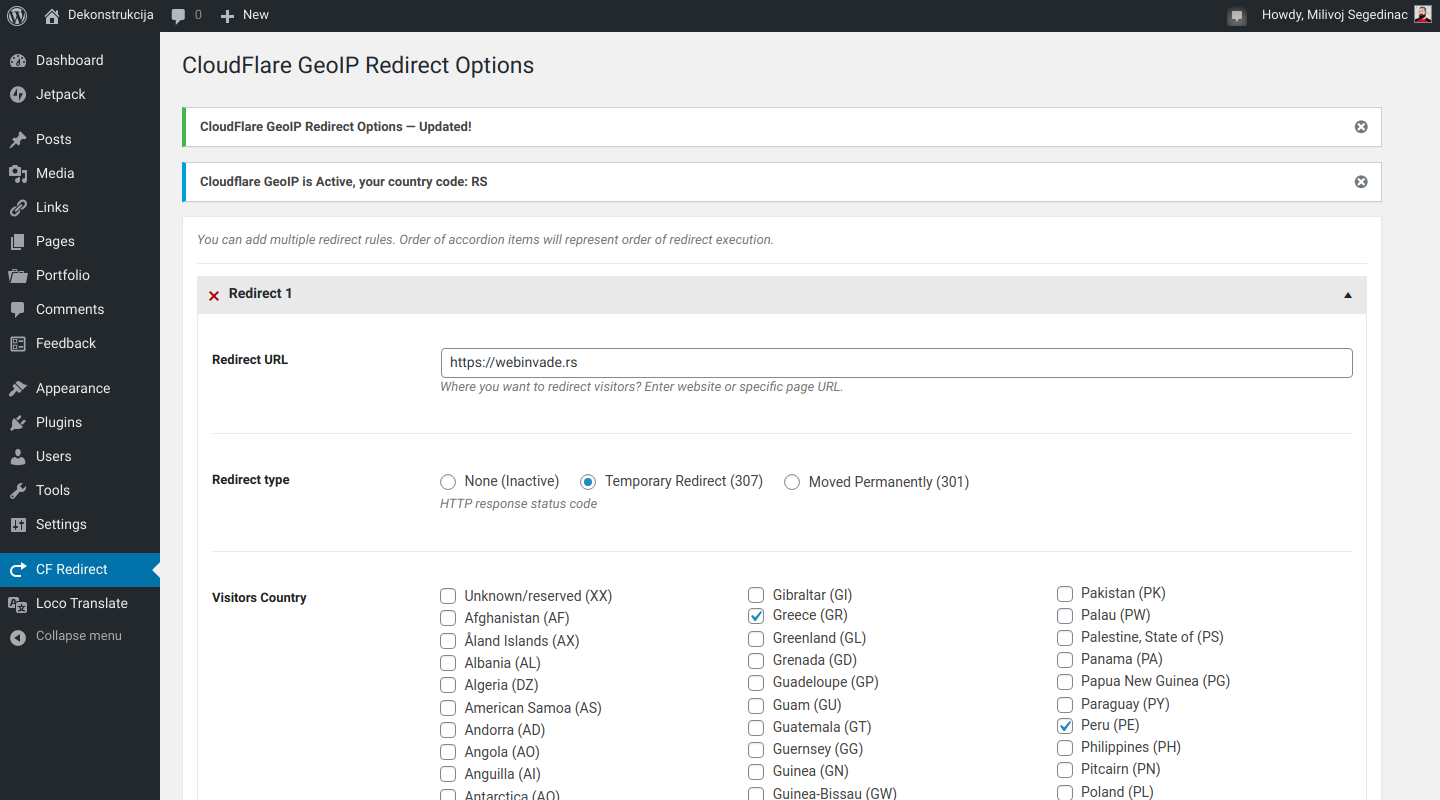 Dekonstrukcija 0 New Howdy, Milivoj Segedinac
Dashboard
Jetpack
Posts
Media
Links
Pages
Portfolio
Comments
Feedback
Appearance
Plugins
Users
Tools
Settings
CF Redirect
Loco Translate
Collapse menu
CloudFlare GeoIP Redirect Options
CloudFlare GeoIP Redirect Options — Updated!
Cloudflare GeoIP is Active, your country code: RS
You can add multiple redirect rules. Order of accordion items will represent order of redirect execution.
Redirect 1
Redirect URL
https://webinvade.rs
Where you want to redirect visitors? Enter website or specific page URL.
Redirect type
None (Inactive) Temporary Redirect (307) Moved Permanently (301)
HTTP response status code
Visitors Country
Unknown/reserved (XX)
Afghanistan (AF)
Åland Islands (AX)
Albania (AL)
Algeria (DZ)
American Samoa (AS)
Andorra (AD)
Angola (AO)
Anguilla (AI)
Antarctica (AQ)
Gibraltar (GI)
Greece (GR)
Greenland (GL)
Grenada (GD)
Guadeloupe (GP)
Guam (GU)
Guatemala (GT)
Guernsey (GG)
Guinea (GN)
Guinea-Bissau (GW)
Pakistan (PK)
Palau (PW)
Palestine, State of (PS)
Panama (PA)
Papua New Guinea (PG)
Paraguay (PY)
Peru (PE)
Philippines (PH)
Pitcairn (PN)
Poland (PL)